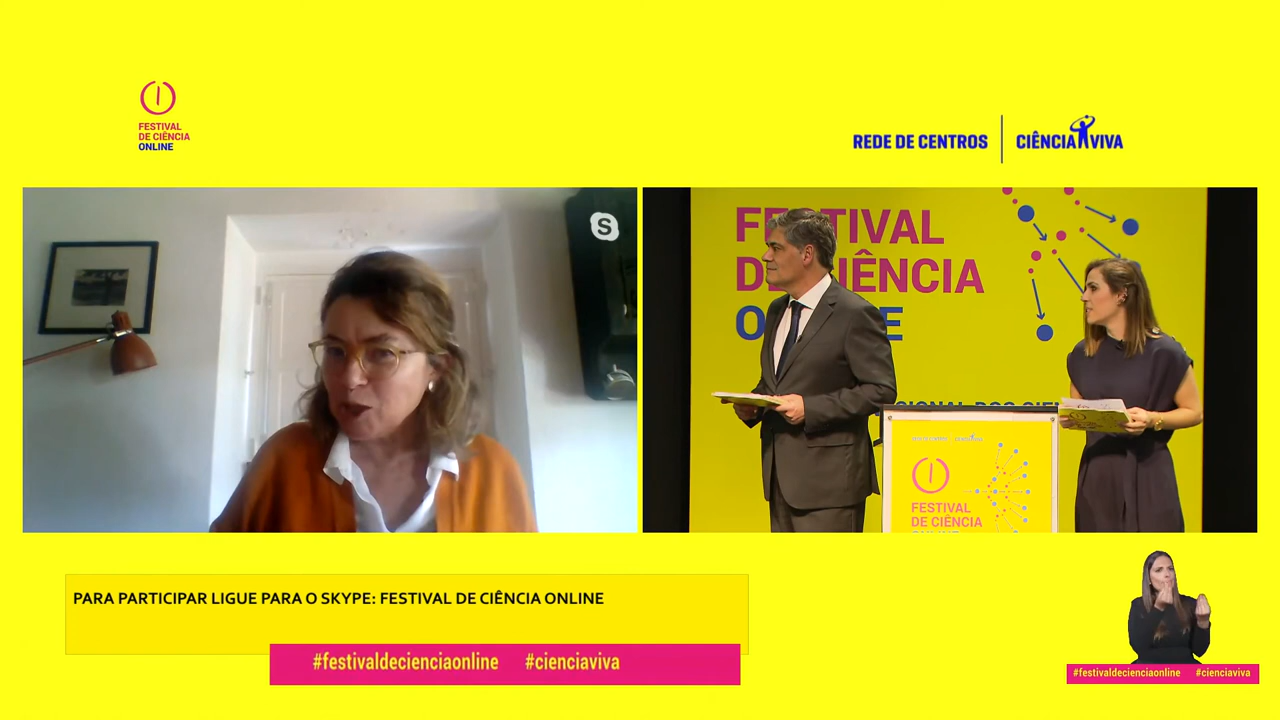 FESTIVAL
DE CIÊNCIA
ONLINE
REDE DE CENTROS
CIÊNCIA VIVA
S
FESTIVAL
DE CIÊNCIA
FESTIVAL
DE CIÊNCIA
ONLINE
PARA PARTICIPAR LIGUE PARA O SKYPE: FESTIVAL DE CIÊNCIA ONLINE
#festivaldecienciaonline #cienciaviva
#festivaldecienciaonline #cienciaviva